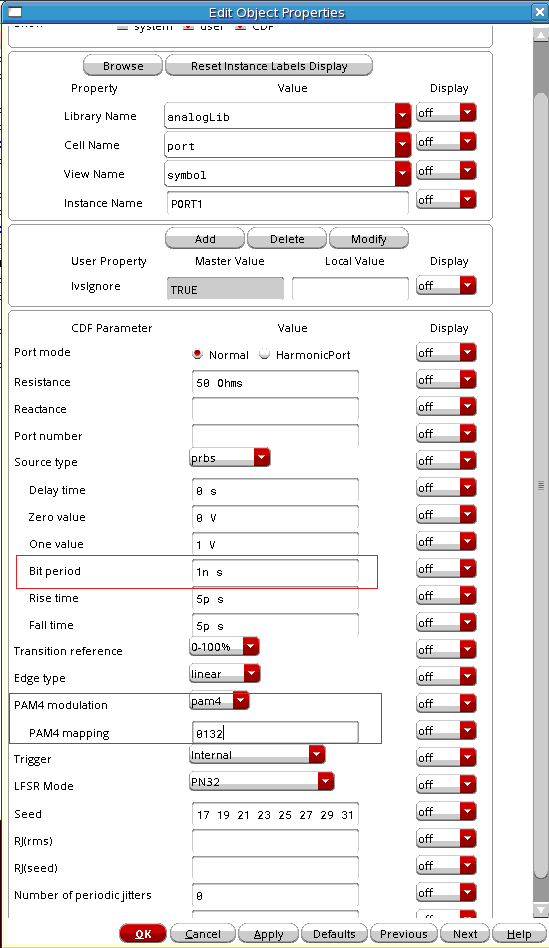 Edit Object Properties
system user CDF
Browse Reset Instance Labels Display
Property Value Display
Library Name analogLib off
Cell Name port off
View Name symbol off
Instance Name PORT1 off
Add Delete Modify
User Property Master Value Local Value Display
lvsIgnore TRUE off
CDF Parameter Value Display
Port mode Normal HarmonicPort off
Resistance 50 Ohms off
Reactance off
Port number off
Source type prbs off
Delay time 0 s off
Zero value 0 V off
One value 1 V off
Bit period 1n s off
Rise time 5p s off
Fall time 5p s off
Transition reference 0-100% off
Edge type linear off
PAM4 modulation pam4 off
PAM4 mapping 0132 off
Trigger Internal off
LFSR Mode PN32 off
Seed 17 19 21 23 25 27 29 31 off
RJ(rms) off
RJ(seed) off
Number of periodic jitters 0 off
OK Cancel Apply Defaults Previous Next Help